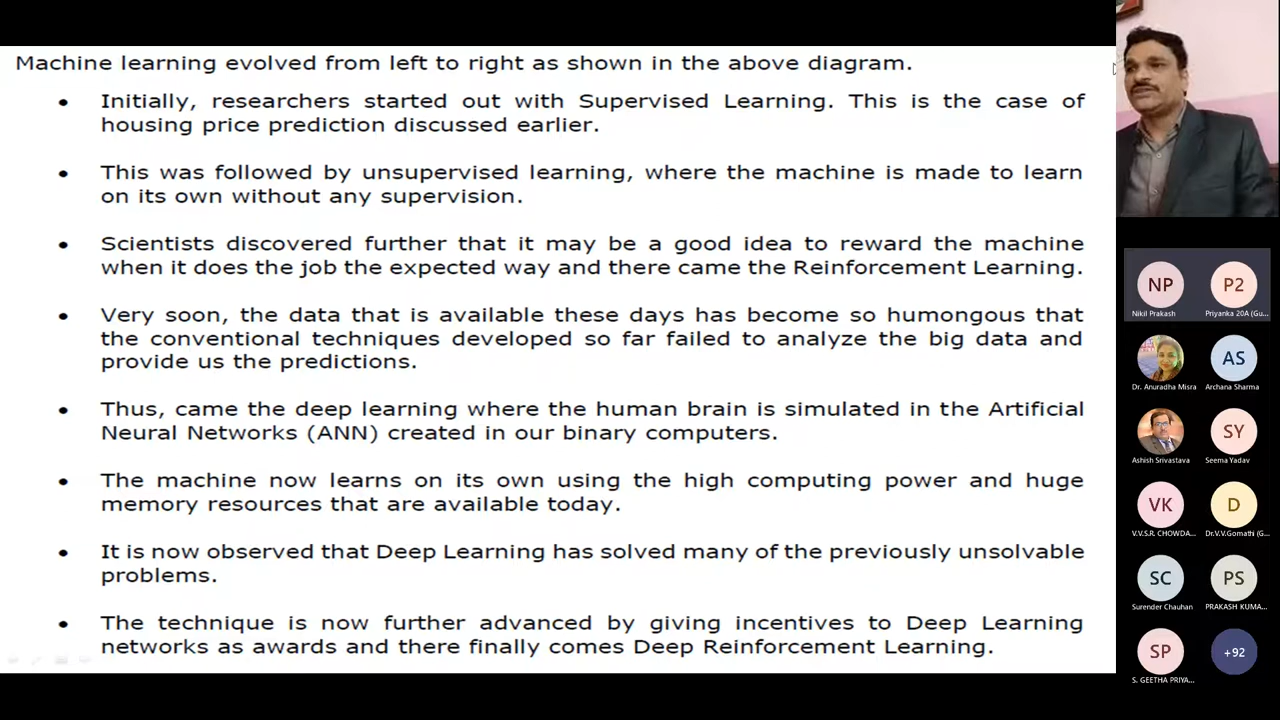 Machine learning evolved from left to right as shown in the above diagram.
• Initially, researchers started out with Supervised Learning. This is the case of
housing price prediction discussed earlier.
• This was followed by unsupervised learning, where the machine is made to learn
on its own without any supervision.
• Scientists discovered further that it may be a good idea to reward the machine
when it does the job the expected way and there came the Reinforcement Learning.
• Very soon, the data that is available these days has become so humongous that
the conventional techniques developed so far failed to analyze the big data and
provide us the predictions.
• Thus, came the deep learning where the human brain is simulated in the Artificial
Neural Networks (ANN) created in our binary computers.
• The machine now learns on its own using the high computing power and huge
memory resources that are available today.
• It is now observed that Deep Learning has solved many of the previously unsolvable
problems.
• The technique is now further advanced by giving incentives to Deep Learning
networks as awards and there finally comes Deep Reinforcement Learning.
NP P2
Nikil Prakash Priyanka 20A (Gu...
AS
Dr. Anuradha Misra Archana Sharma
SY
Ashish Srivastava Seema Yadav
VK D
V.V.S.R. CHOWDA... Dr.V.V.Gomathi (G...
SC PS
Surender Chauhan PRAKASH KUMA...
SP +92
S. GEETHA PRIYA...